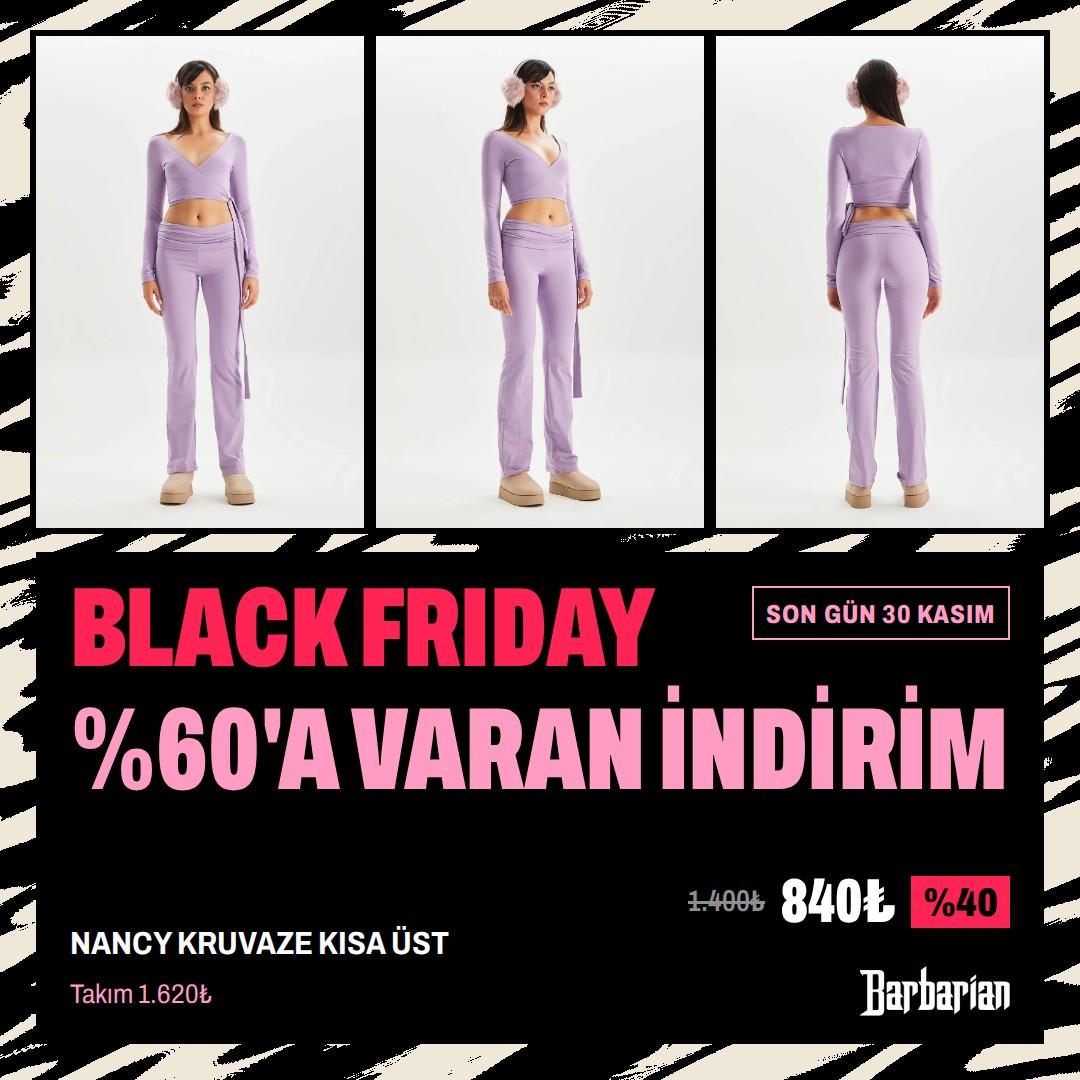 BLACK FRIDAY
SON GÜN 30 KASIM
%60'A VARAN İNDİRİM
1.400₺ 840₺ %40
NANCY KRUVAZE KISA ÜST
Takım 1.620₺
Barbarian